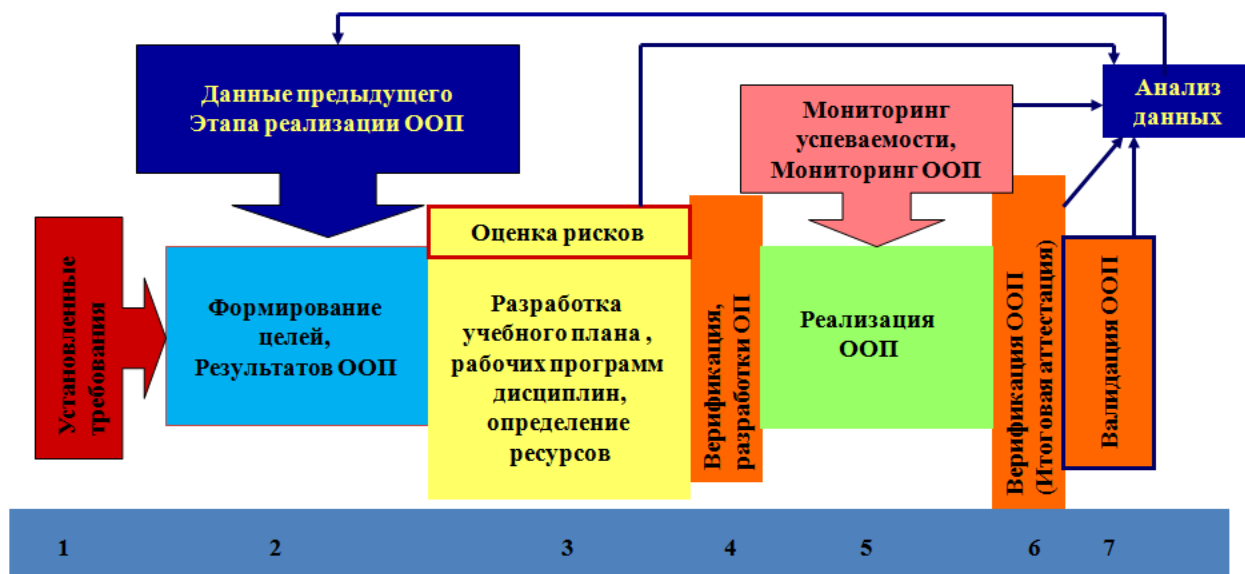 Данные предыдущего
Этапа реализации ООП
Анализ
данных
Мониторинг
успеваемости,
Мониторинг ООП
Установленные
требования
Формирование
целей,
Результатов ООП
Оценка рисков
Разработка
учебного плана ,
рабочих программ
дисциплин,
определение
ресурсов
Верификация,
разработки ОП
Реализация
ООП
Верификация ООП
(Итоговая аттестация)
Валидация ООП
1
2
3
4
5
6
7